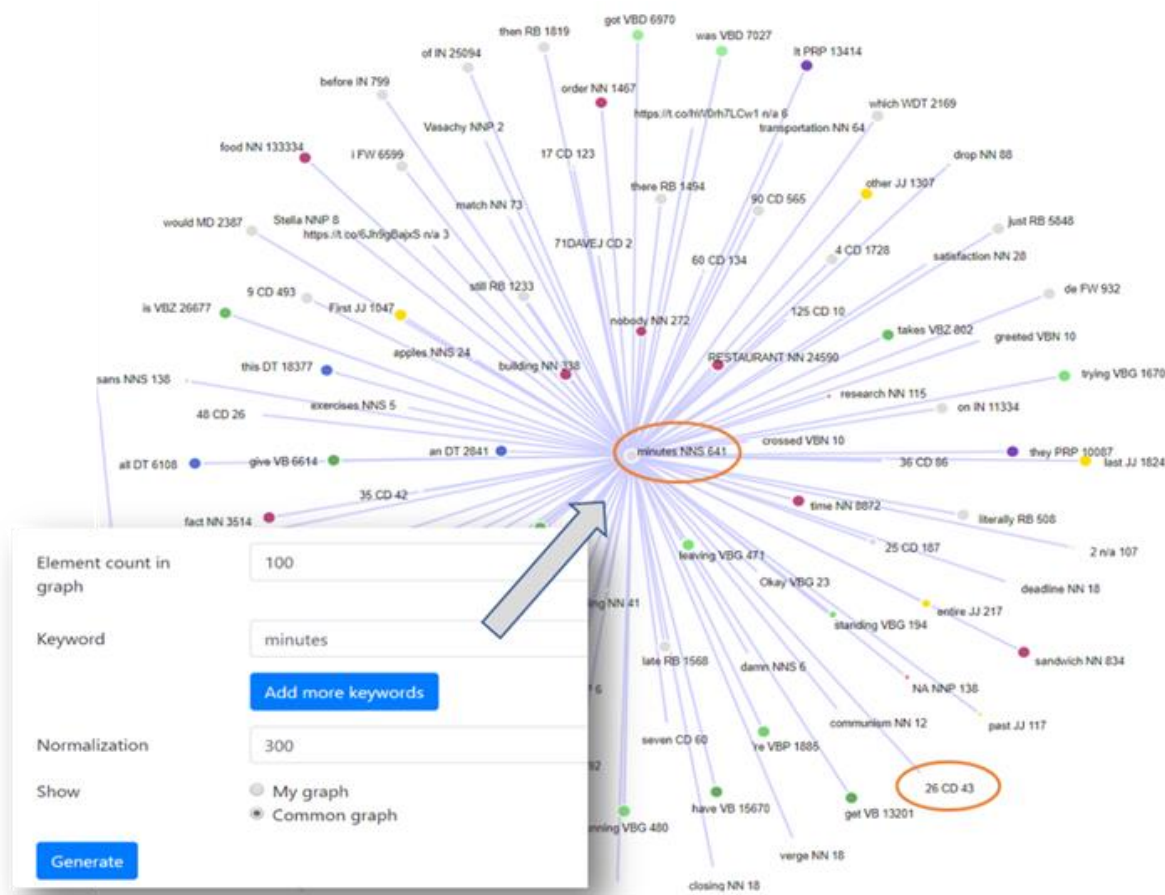 got VBD 6970
then RB 1819
was VBD 7027
of IN 25094
It PRP 13414
before IN 799
order NN 1467
https://t.co/hW0rh7LCw1 n/a 6
which WDT 2169
Vasachy NNP 2
transportation NN 64
food NN 133334
i FW 6599
17 CD 123
drop NN 88
there RB 1494
other JJ 1307
90 CD 565
match NN 73
would MD 2387
Stella NNP 8
just RB 5848
https://t.co/6Jh9gBajxS n/a 3
71DAVEJ CD 2
4 CD 1728
60 CD 134
satisfaction NN 28
still RB 1233
9 CD 493
de FW 932
is VBZ 26677
First JJ 1047
125 CD 10
nobody NN 272
takes VBZ 802
greeted VBN 10
apples NNS 24
RESTAURANT NN 24590
this DT 18377
building NN 338
trying VBG 1670
sans NNS 138
research NN 115
exercises NNS 5
on IN 11334
48 CD 26
crossed VBN 10
an DT 2841
minutes NNS 641
they PRP 10087
all DT 6108
give VB 6614
36 CD 86
last JJ 1824
35 CD 42
time NN 8872
fact NN 3514
literally RB 508
25 CD 187
2 n/a 107
leaving VBG 471
Okay VBG 23
deadline NN 18
NN 41
entire JJ 217
standing VBG 194
late RB 1568
sandwich NN 834
damn NNS 6
NA NNP 138
communism NN 12
past JJ 117
seven CD 60
're VBP 1885
26 CD 43
have VB 15670
get VB 13201
VBG 480
verge NN 18
closing NN 18
Element count in
graph
100
Keyword
minutes
Add more keywords
Normalization
300
Show
My graph
Common graph
Generate